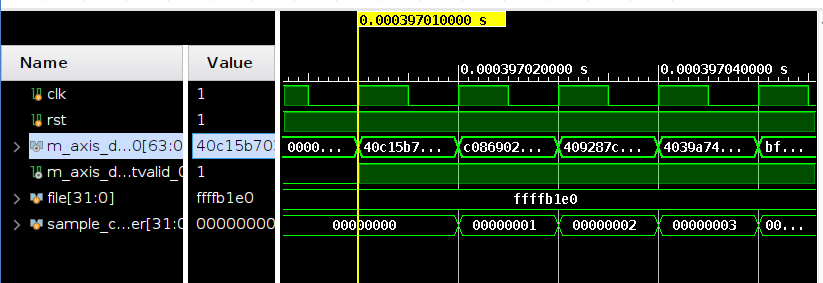 0.000397010000 s
Name Value
0.000397020000 s 0.000397040000 s
clk 1
rst 1
m_axis_d...0[63:0 40c15b70 0000... 40c15b7... c086902... 409287c... 4039a74... bf...
m_axis_d...tvalid_0 1
file[31:0] ffffb1e0 ffffb1e0
sample_c...er[31:0 00000000 00000000 00000001 00000002 00000003 00...